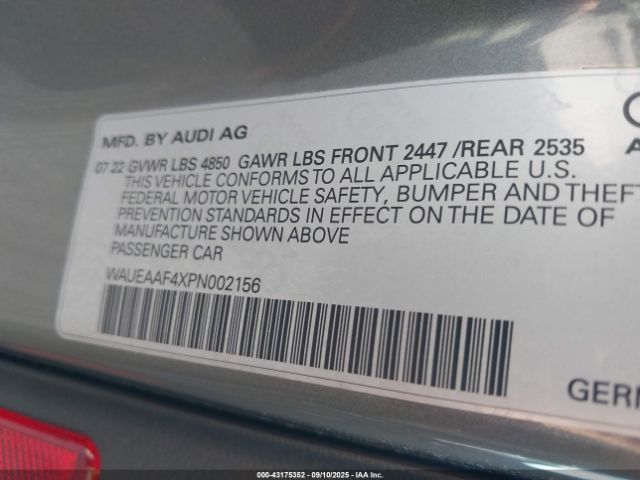 MFD. BY AUDI AG
07 22 GVWR LBS 4850 GAWR LBS FRONT 2447 /REAR 2535
THIS VEHICLE CONFORMS TO ALL APPLICABLE U.S.
FEDERAL MOTOR VEHICLE SAFETY, BUMPER AND THEFT
PREVENTION STANDARDS IN EFFECT ON THE DATE OF
MANUFACTURE SHOWN ABOVE
PASSENGER CAR
WAUEAAF4XPN002156
GERM
000-43175352 - 09/10/2025 - IAA, Inc.